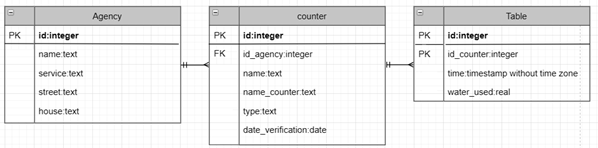 Agency
PK id:integer
name:text
service:text
street:text
house:text
counter
PK id:integer
FK id_agency:integer
name:text
name_counter:text
type:text
date_verification:date
Table
PK id:integer
PK id_counter:integer
time:timestamp without time zone
water_used real